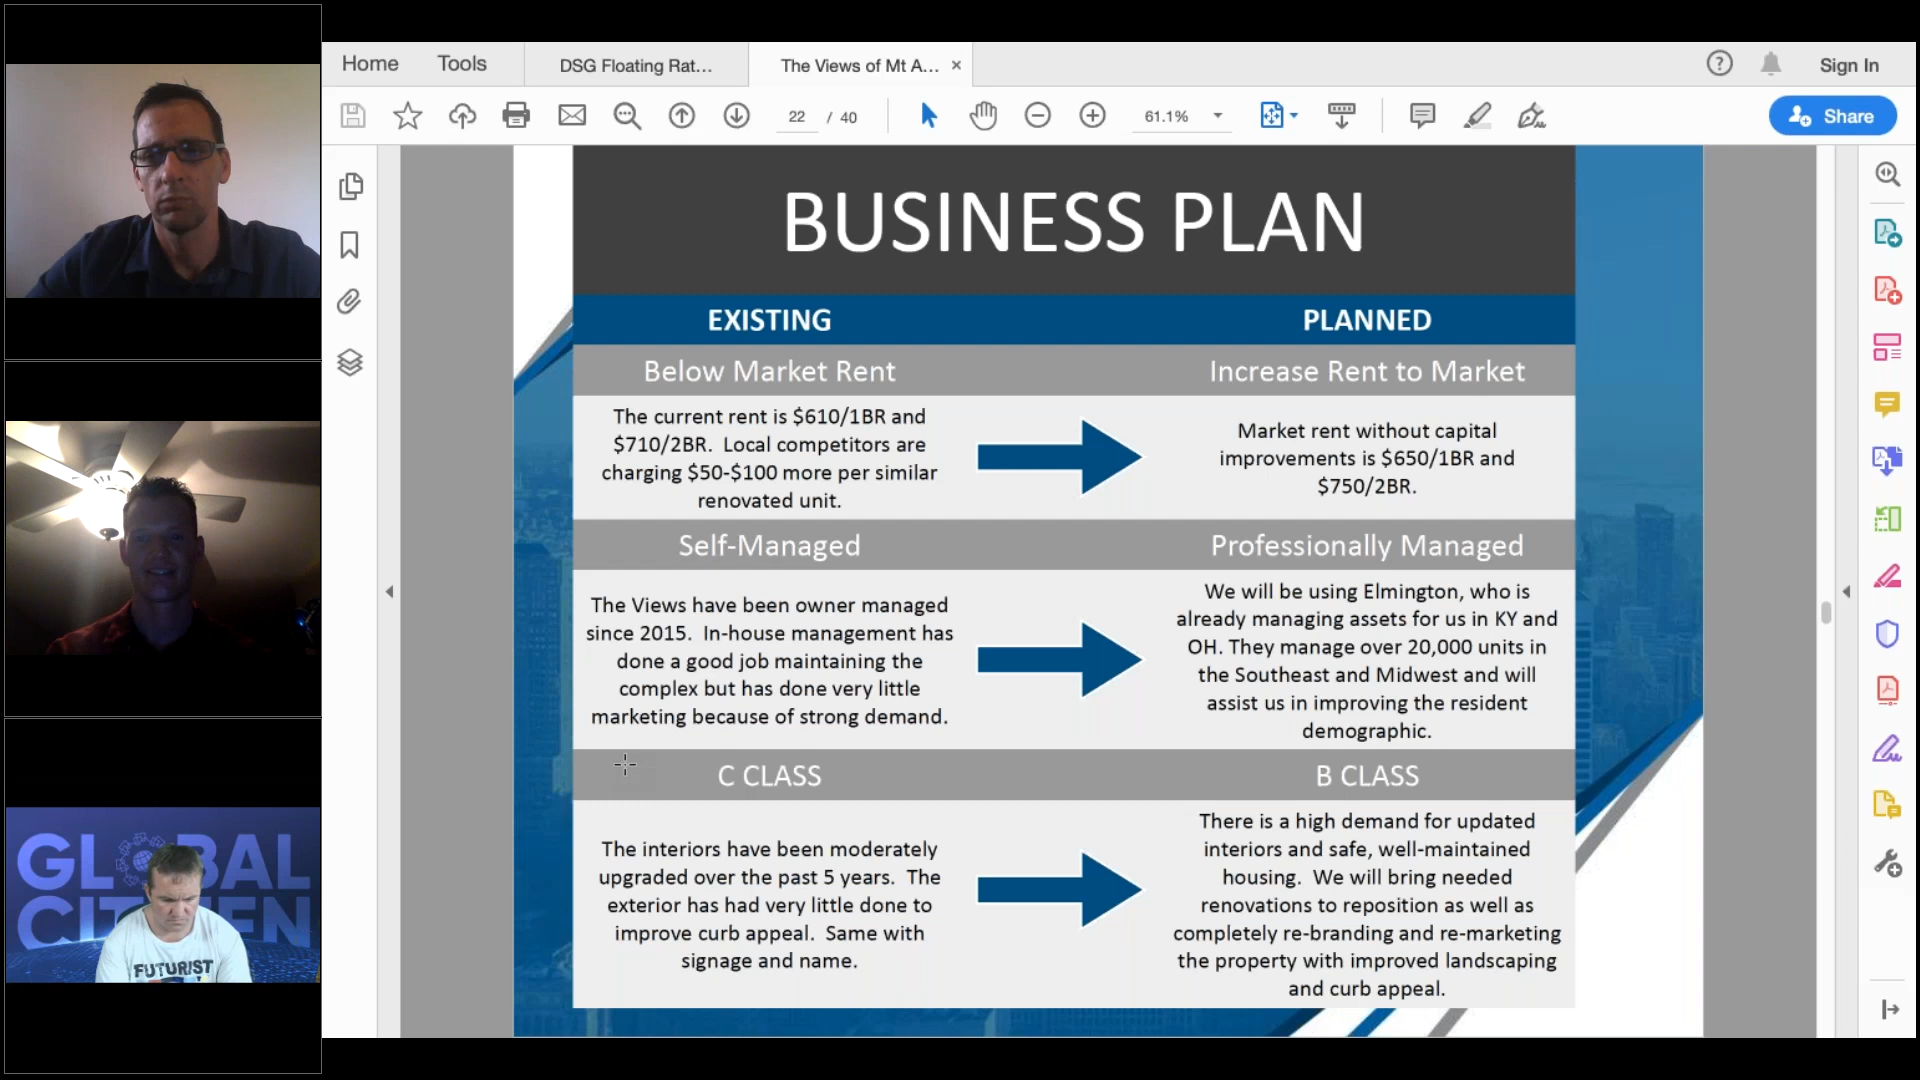 Home
Tools
DSG Floating Rat...
The Views of Mt A...
Sign In
22 / 40
61.1%
Share
BUSINESS PLAN
EXISTING
PLANNED
Below Market Rent
Increase Rent to Market
The current rent is $610/1BR and
$710/2BR. Local competitors are
charging $50-$100 more per similar
renovated unit.
Market rent without capital
improvements is $650/1BR and
$750/2BR.
Self-Managed
Professionally Managed
The Views have been owner managed
since 2015. In-house management has
done a good job maintaining the
complex but has done very little
marketing because of strong demand.
We will be using Elmington, who is
already managing assets for us in KY and
OH. They manage over 20,000 units in
the Southeast and Midwest and will
assist us in improving the resident
demographic.
C CLASS
B CLASS
The interiors have been moderately
upgraded over the past 5 years. The
exterior has had very little done to
improve curb appeal. Same with
signage and name.
There is a high demand for updated
interiors and safe, well-maintained
housing. We will bring needed
renovations to reposition as well as
completely re-branding and re-marketing
the property with improved landscaping
and curb appeal.
FUTURIST